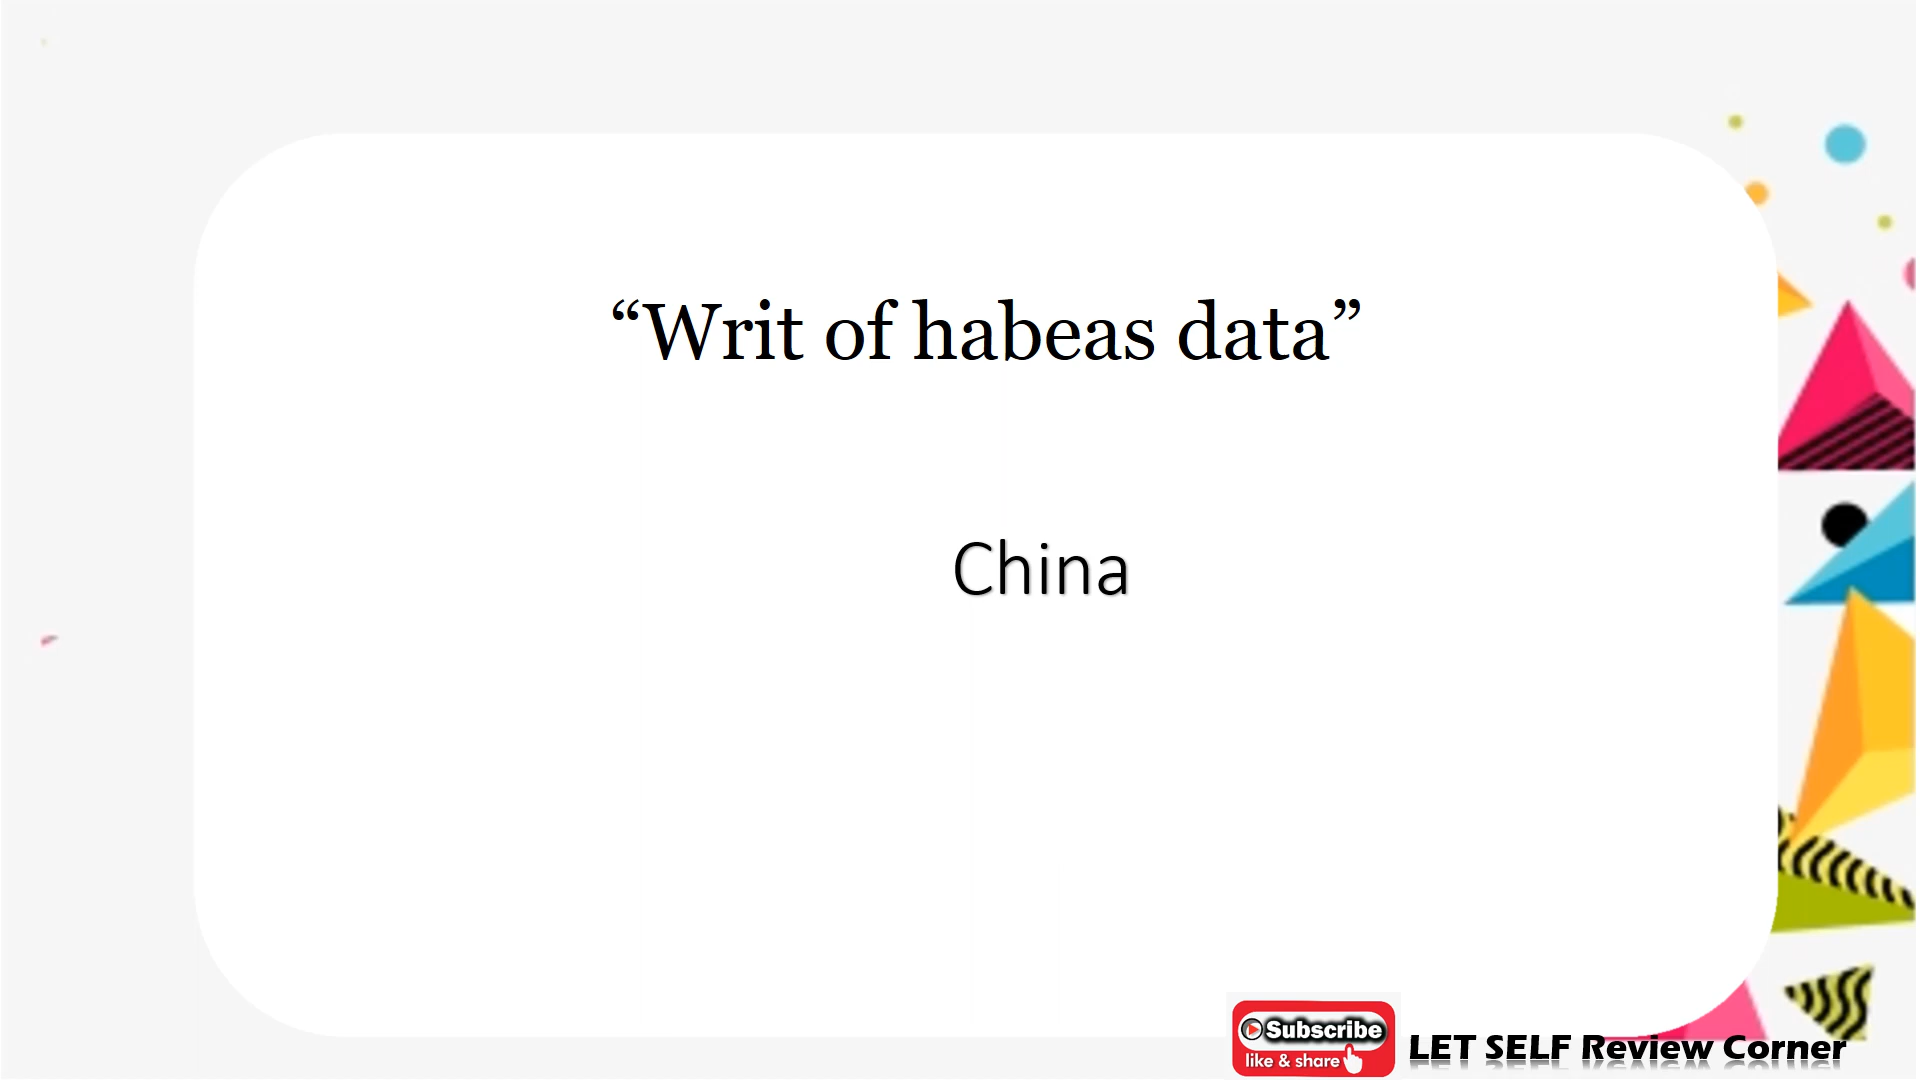 “Writ of habeas data”
China
Subscribe
like & share
LET SELF Review Corner